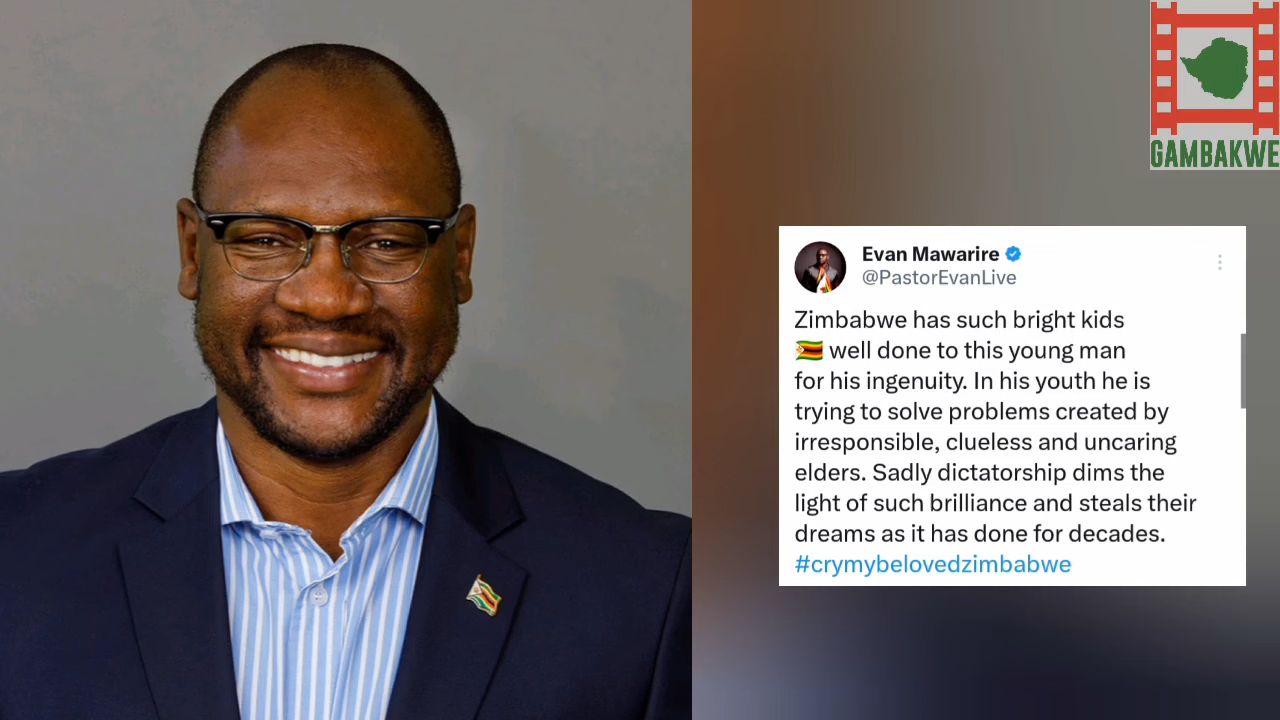 GAMBAKWE
Evan Mawarire
@PastorEvanLive
Zimbabwe has such bright kids
🇿🇼 well done to this young man
for his ingenuity. In his youth he is
trying to solve problems created by
irresponsible, clueless and uncaring
elders. Sadly dictatorship dims the
light of such brilliance and steals their
dreams as it has done for decades.
#crymybelovedzimbabwe